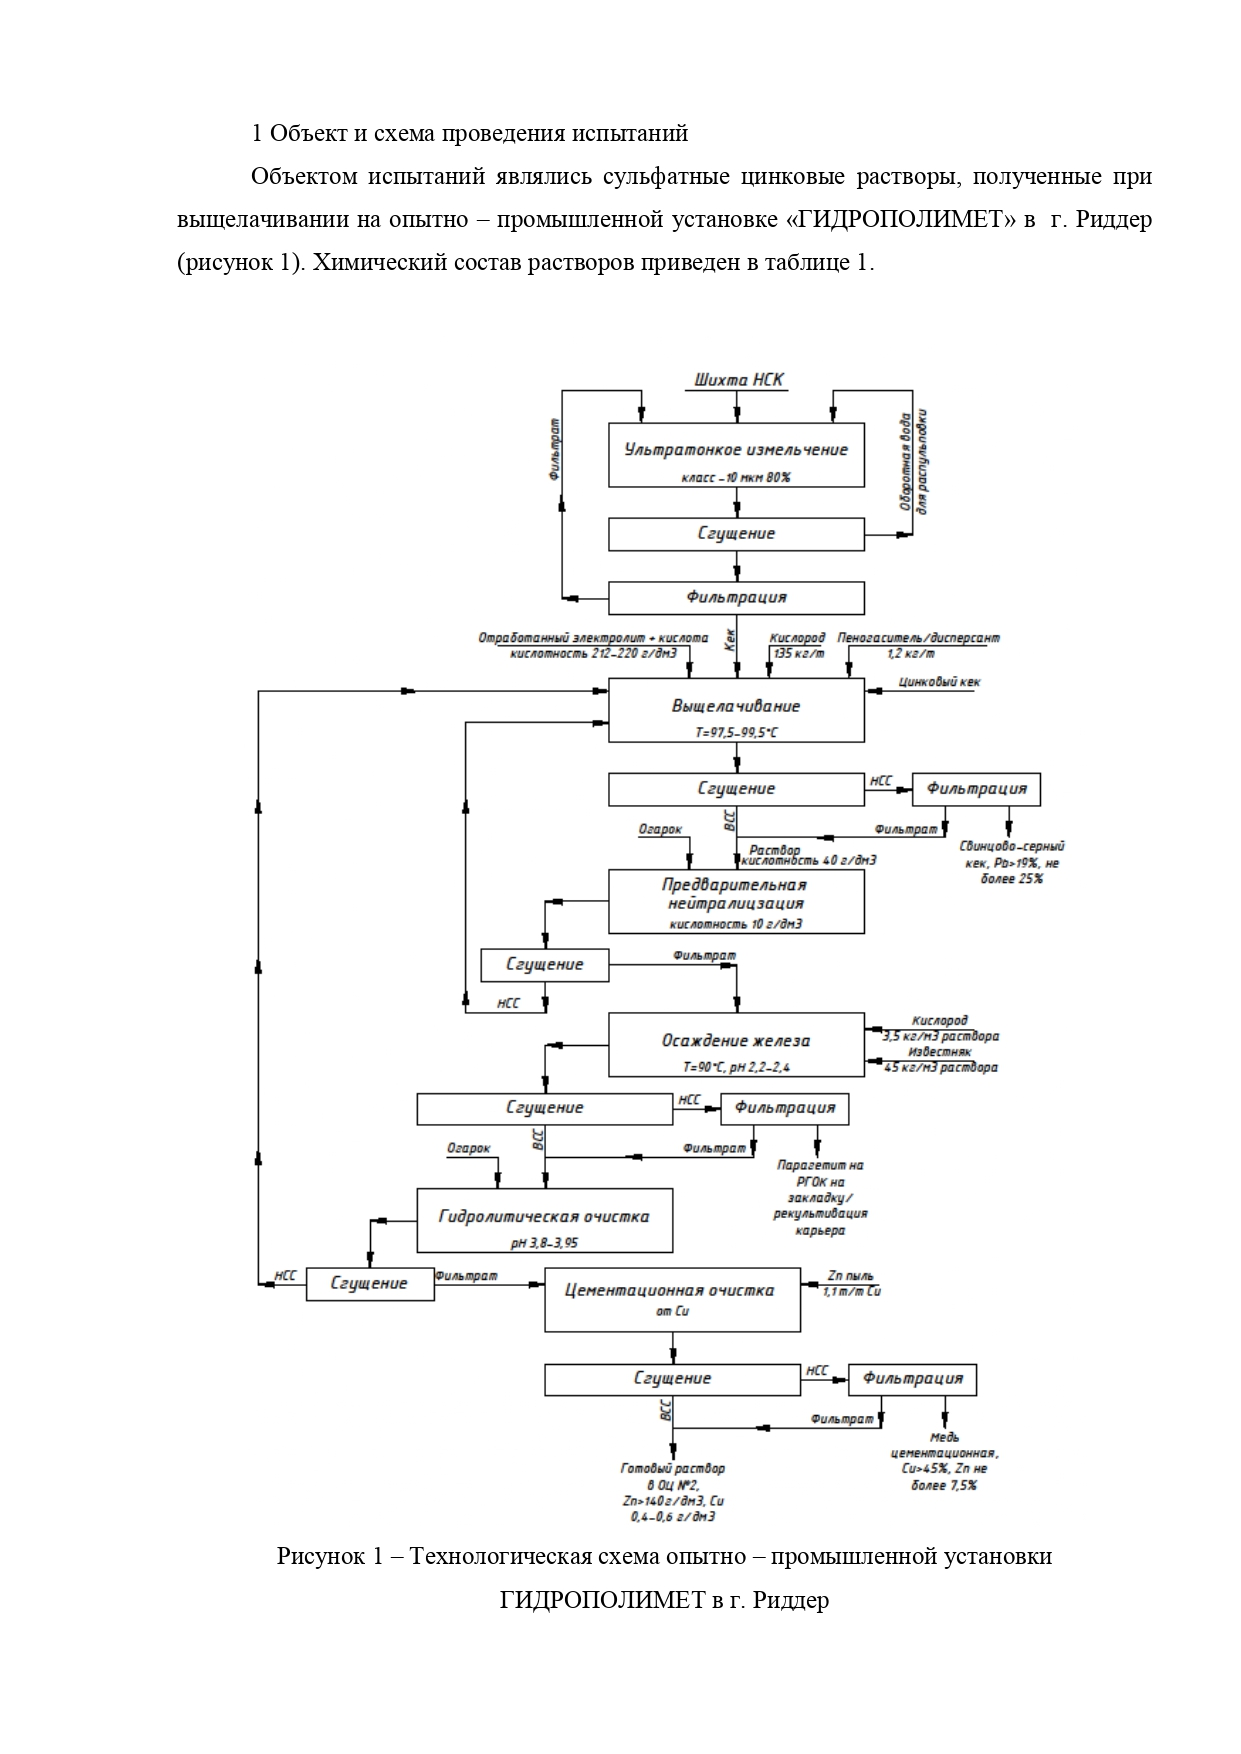 1 Объект и схема проведения испытаний
Объектом испытаний являлись сульфатные цинковые растворы, полученные при
выщелачивании на опытно – промышленной установке «ГИДРОПОЛИМЕТ» в г. Риддер
(рисунок 1). Химический состав растворов приведен в таблице 1.
Шихта НСК
Фильтрат
Оборотная вода
для распульповки
Ультратонкое измельчение
класс -10 мкм 80%
Сгущение
Фильтрация
Отработанный электролит + кислота
кислотность 212-220 г/дм3
Кек
Кислород
135 кг/т
Пеногаситель/дисперсант
1,2 кг/т
Цинковый кек
Выщелачивание
Т=97,5-99,5°С
Сгущение
НСС
Фильтрация
ВСС
Огарок
Фильтрат
Раствор
кислотность 40 г/дм3
Свинцово-серный
кек, Pb>19%, не
более 25%
Предварительная
нейтралицзация
кислотность 10 г/дм3
Сгущение
Фильтрат
НСС
Осаждение железа
Т=90°С, рН 2,2-2,4
Кислород
3,5 кг/м3 раствора
Известняк
45 кг/м3 раствора
Сгущение
НСС
Фильтрация
ВСС
Огарок
Фильтрат
Парагетит на
РГОК на
закладку/
рекультивация
карьера
Гидролитическая очистка
рН 3,8-3,95
НСС
Сгущение
Фильтрат
Цементационная очистка
от Cu
Zn пыль
1,1 т/т Cu
Сгущение
НСС
Фильтрация
ВСС
Фильтрат
Медь
цементационная,
Cu>45%, Zn не
более 7,5%
Готовый раствор
в ОЦ №2,
Zn>140 г/дм3, Cu
0,4-0,6 г/дм3
Рисунок 1 – Технологическая схема опытно – промышленной установки
ГИДРОПОЛИМЕТ в г. Риддер